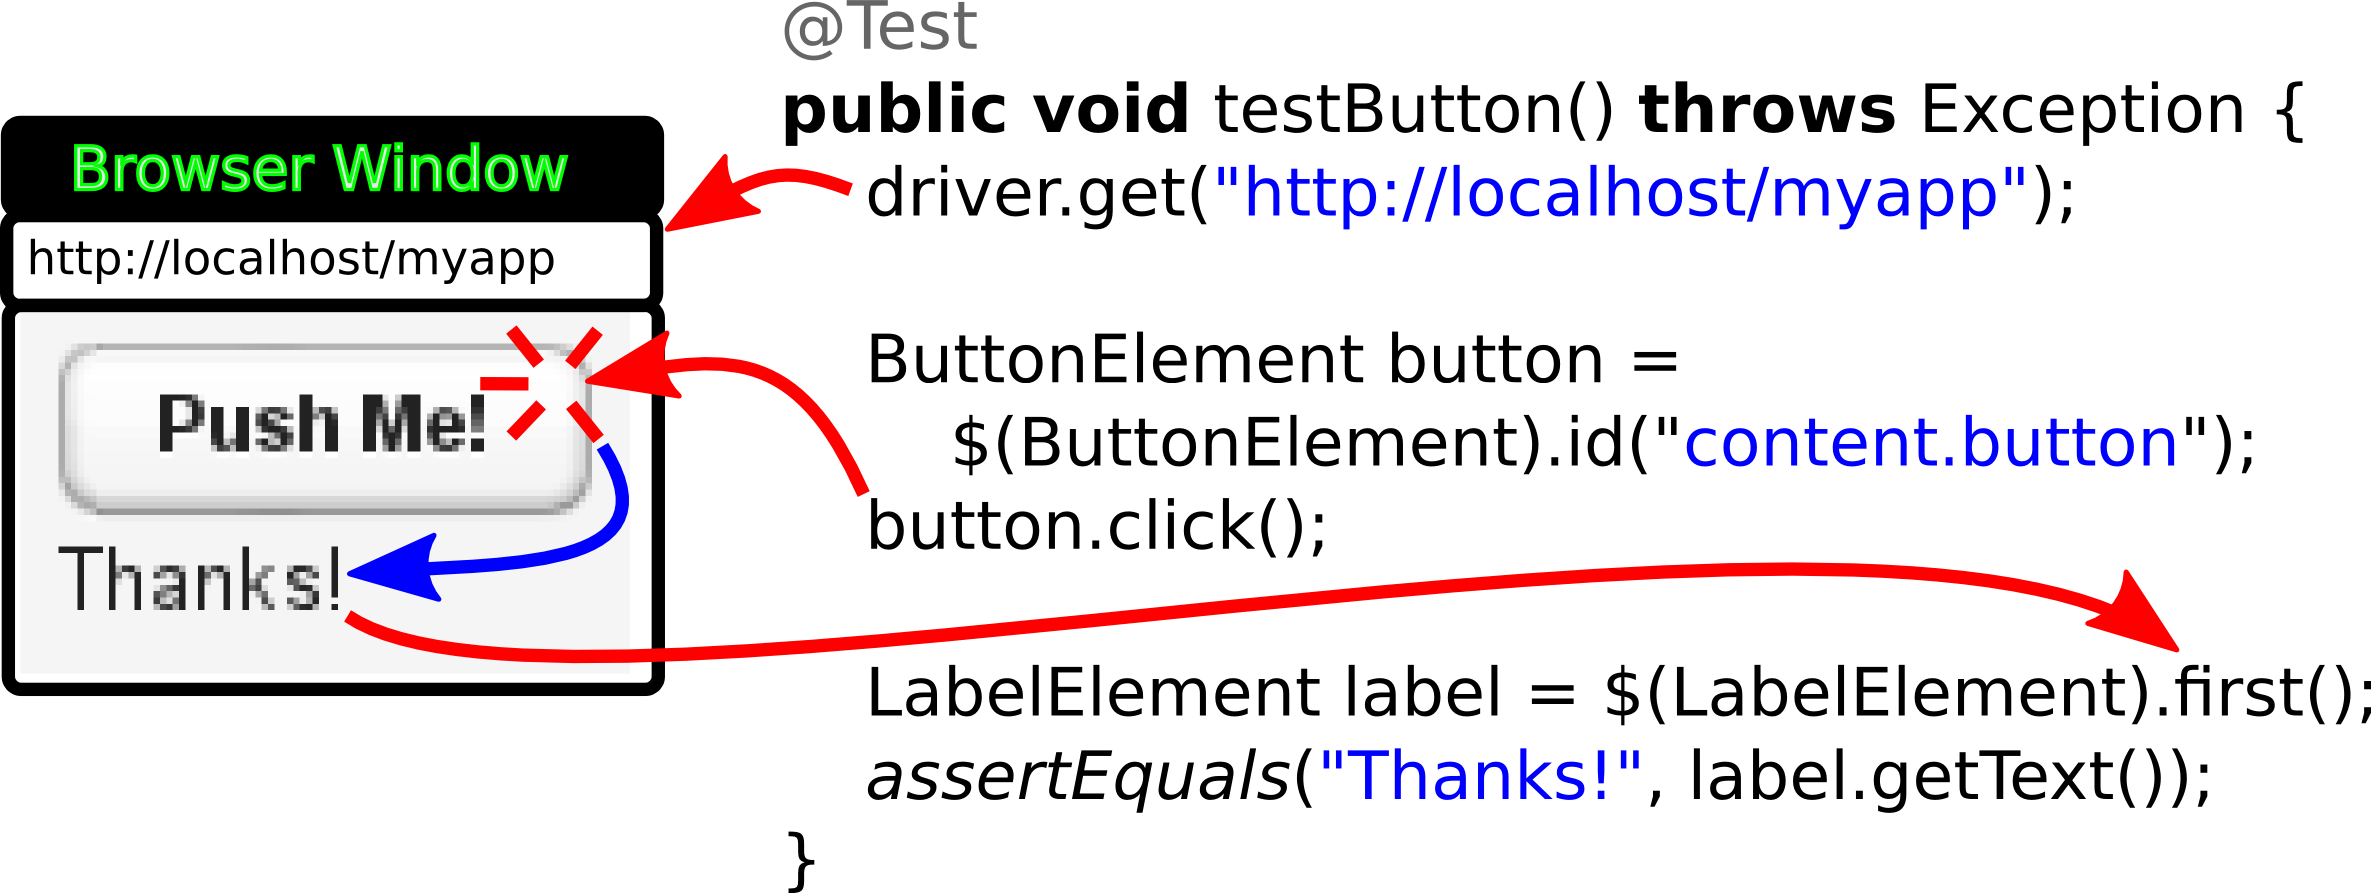 Browser Window
http://localhost/myapp
Push Me!
Thanks!
@Test
public void testButton() throws Exception {
driver.get("http://localhost/myapp");
ButtonElement button =
$(ButtonElement).id("content.button");
button.click();
LabelElement label = $(LabelElement).first();
assertEquals("Thanks!", label.getText());
}